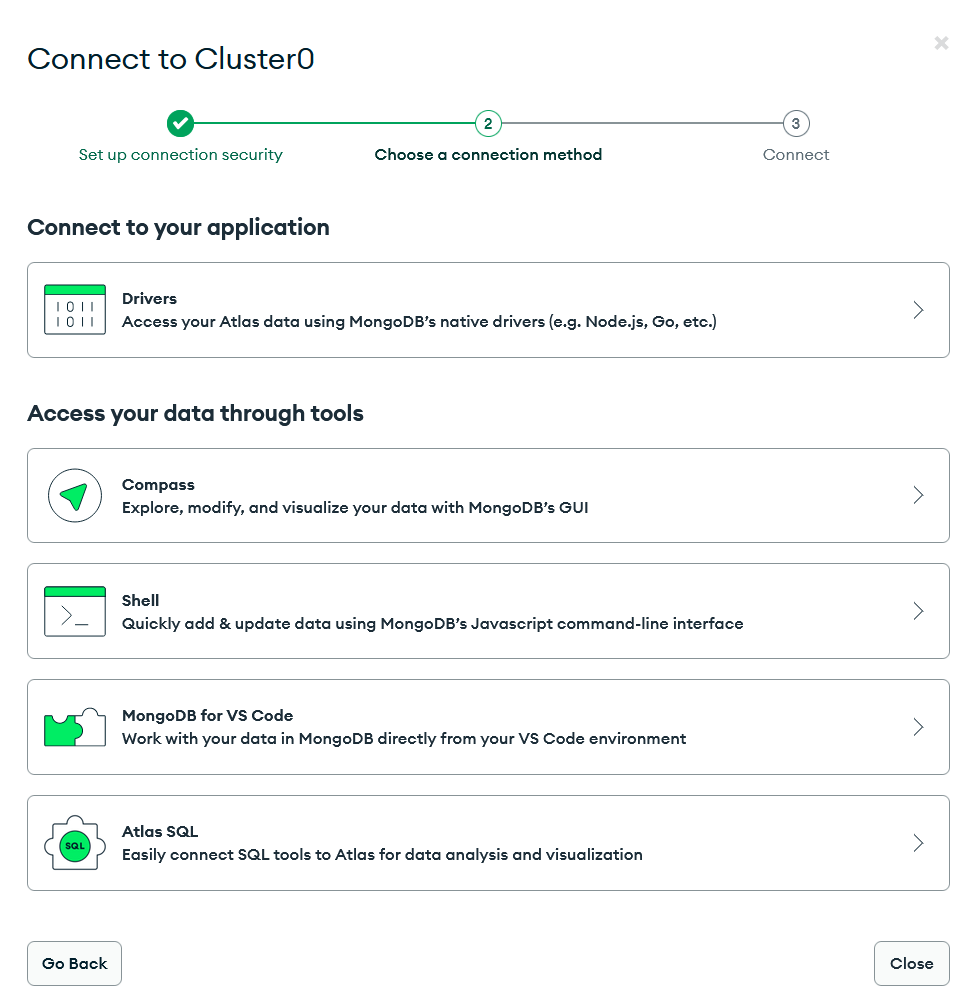 Connect to Cluster0
2
3
Set up connection security
Choose a connection method
Connect
Connect to your application
1011
1011
Drivers
Access your Atlas data using MongoDB’s native drivers (e.g. Node.js, Go, etc.)
Access your data through tools
Compass
Explore, modify, and visualize your data with MongoDB’s GUI
Shell
Quickly add & update data using MongoDB’s Javascript command-line interface
MongoDB for VS Code
Work with your data in MongoDB directly from your VS Code environment
SQL
Atlas SQL
Easily connect SQL tools to Atlas for data analysis and visualization
Go Back
Close